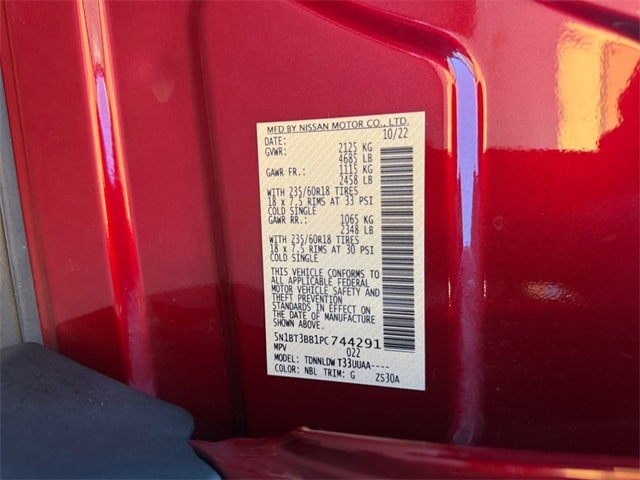 MFD BY NISSAN MOTOR CO., LTD.
DATE: 10/22
GVWR: 2125 KG
4685 LB
GAWR FR.: 1115 KG
2458 LB
WITH 235/60R18 TIRES
18 x 7.5 RIMS AT 33 PSI
COLD SINGLE
GAWR RR.: 1065 KG
2348 LB
WITH 235/60R18 TIRES
18 x 7.5 RIMS AT 30 PSI
COLD SINGLE
THIS VEHICLE CONFORMS TO
ALL APPLICABLE FEDERAL
MOTOR VEHICLE SAFETY AND
THEFT PREVENTION
STANDARDS IN EFFECT ON
THE DATE OF MANUFACTURE
SHOWN ABOVE.
5N1BT3BB1PC744291
MPV 022
MODEL: TDNNLDW T33UUAA----
COLOR: NBL TRIM: G ZS30A